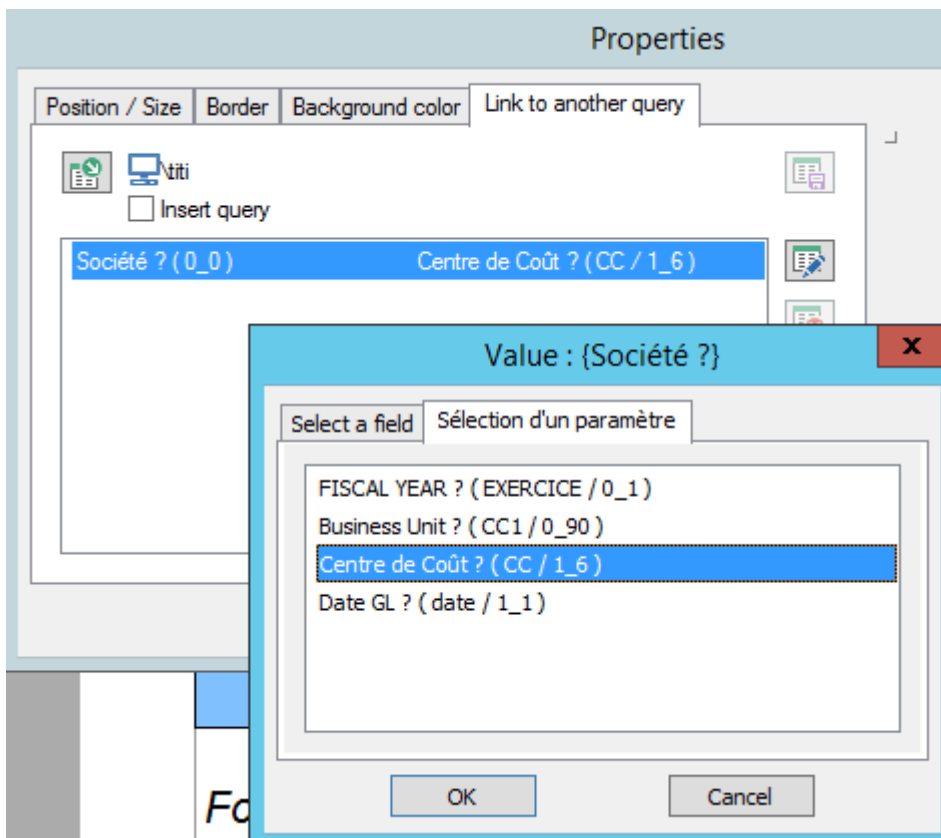 Properties
Position / Size Border Background color Link to another query
\titi
Insert query
Société ? ( 0_0 ) Centre de Coût ? ( CC / 1_6 )
Value : {Société ?}
x
Select a field Sélection d'un paramètre
FISCAL YEAR ? ( EXERCICE / 0_1 )
Business Unit ? ( CC1 / 0_90 )
Centre de Coût ? ( CC / 1_6 )
Date GL ? ( date / 1_1 )
OK Cancel